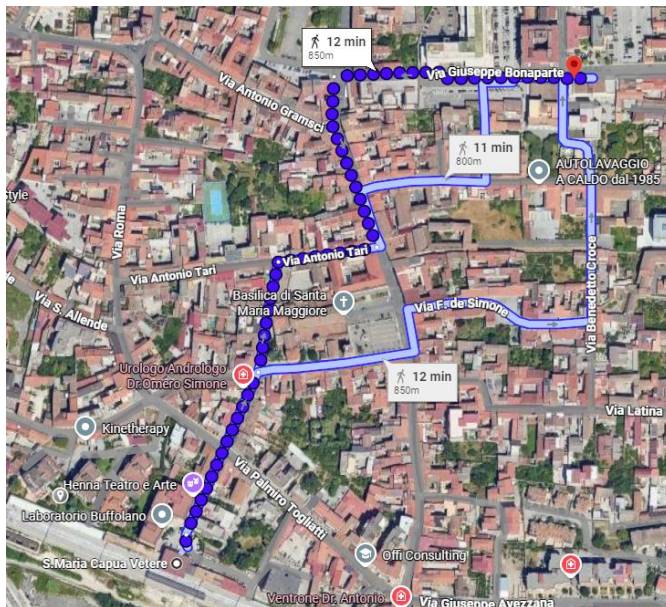 12 min
850m
Via Giuseppe Bonaparte
Via Antonio Gramsci
11 min
800m
AUTOLAVAGGIO
A CALDO dal 1985
Style
Via Roma
Via Antonio Tari
Via Antonio Tari
Via S. Allende
Basilica di Santa
Maria Maggiore
Via F. de Simone
Via Benedetto Croce
Urologo Andrologo
Dr.Omero Simone
12 min
850m
Via Latina
Kinetherapy
Via Palmiro Togliatti
Henna Teatro e Arte
Laboratorio Buffolano
S.Maria Capua Vetere
Offi Consulting
Ventrone Dr. Antonio
Via Giuseppe Avezzana